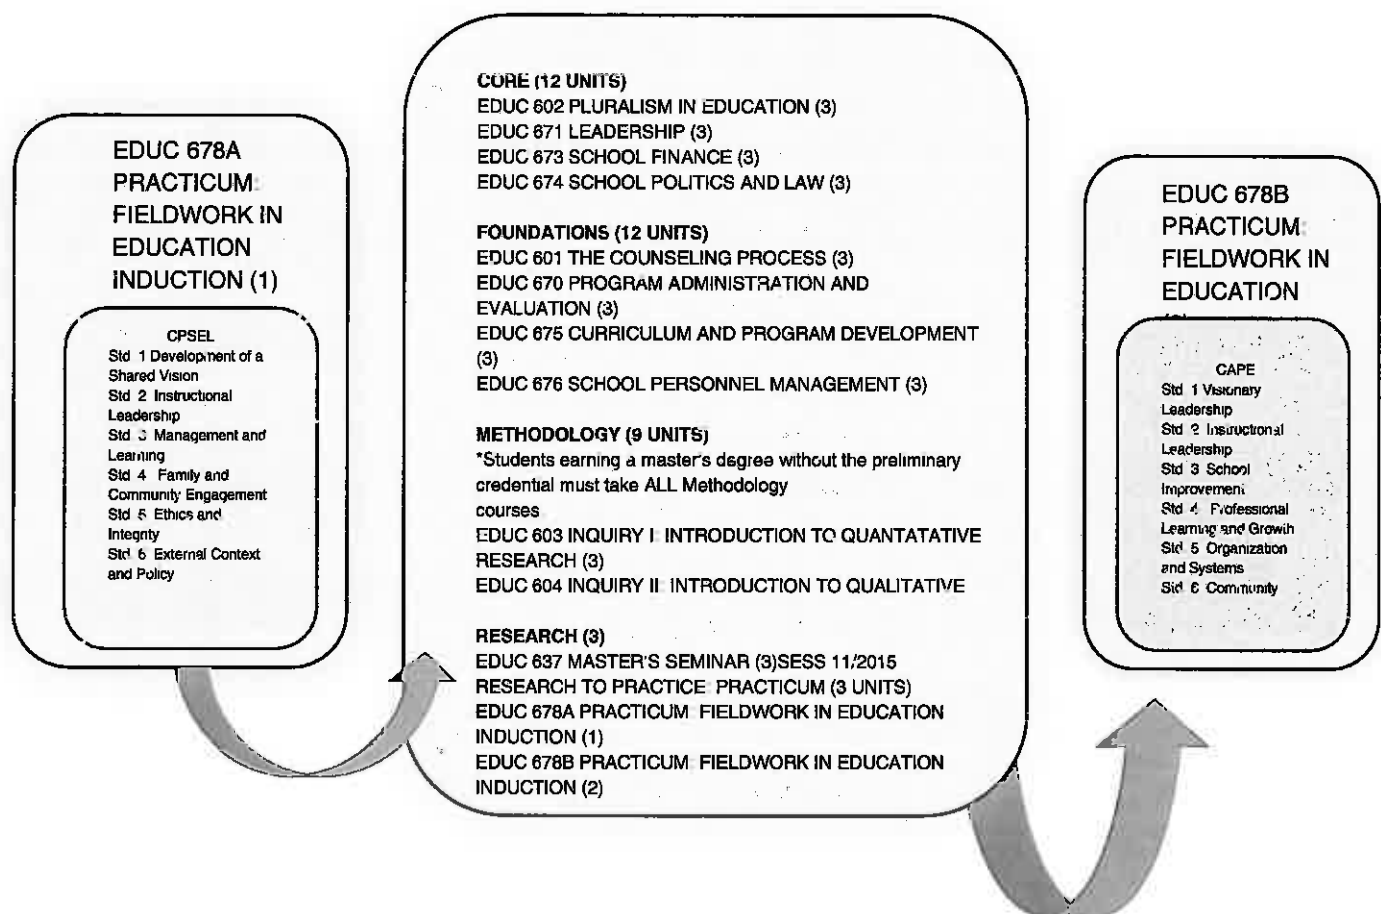 EDUC 678A
PRACTICUM:
FIELDWORK IN
EDUCATION
INDUCTION (1)
CPSEL
Std 1 Development of a
Shared Vision
Std 2 Instructional
Leadership
Std 3 Management and
Learning
Std 4 Family and
Community Engagement
Std 5 Ethics and
Integrity
Std 6 External Context
and Policy
CORE (12 UNITS)
EDUC 602 PLURALISM IN EDUCATION (3)
EDUC 671 LEADERSHIP (3)
EDUC 673 SCHOOL FINANCE (3)
EDUC 674 SCHOOL POLITICS AND LAW (3)
FOUNDATIONS (12 UNITS)
EDUC 601 THE COUNSELING PROCESS (3)
EDUC 670 PROGRAM ADMINISTRATION AND
EVALUATION (3)
EDUC 675 CURRICULUM AND PROGRAM DEVELOPMENT
(3)
EDUC 676 SCHOOL PERSONNEL MANAGEMENT (3)
METHODOLOGY (9 UNITS)
*Students earning a master's degree without the preliminary
credential must take ALL Methodology
courses
EDUC 603 INQUIRY I: INTRODUCTION TO QUANTATATIVE
RESEARCH (3)
EDUC 604 INQUIRY II: INTRODUCTION TO QUALITATIVE
RESEARCH (3)
EDUC 637 MASTER'S SEMINAR (3)SESS 11/2015
RESEARCH TO PRACTICE: PRACTICUM (3 UNITS)
EDUC 678A PRACTICUM: FIELDWORK IN EDUCATION
INDUCTION (1)
EDUC 678B PRACTICUM: FIELDWORK IN EDUCATION
INDUCTION (2)
EDUC 678B
PRACTICUM:
FIELDWORK IN
EDUCATION
CAPE
Std 1 Visionary
Leadership
Std 2 Instructional
Leadership
Std 3 School
Improvement
Std 4 Professional
Learning and Growth
Std 5 Organization
and Systems
Std 6 Community